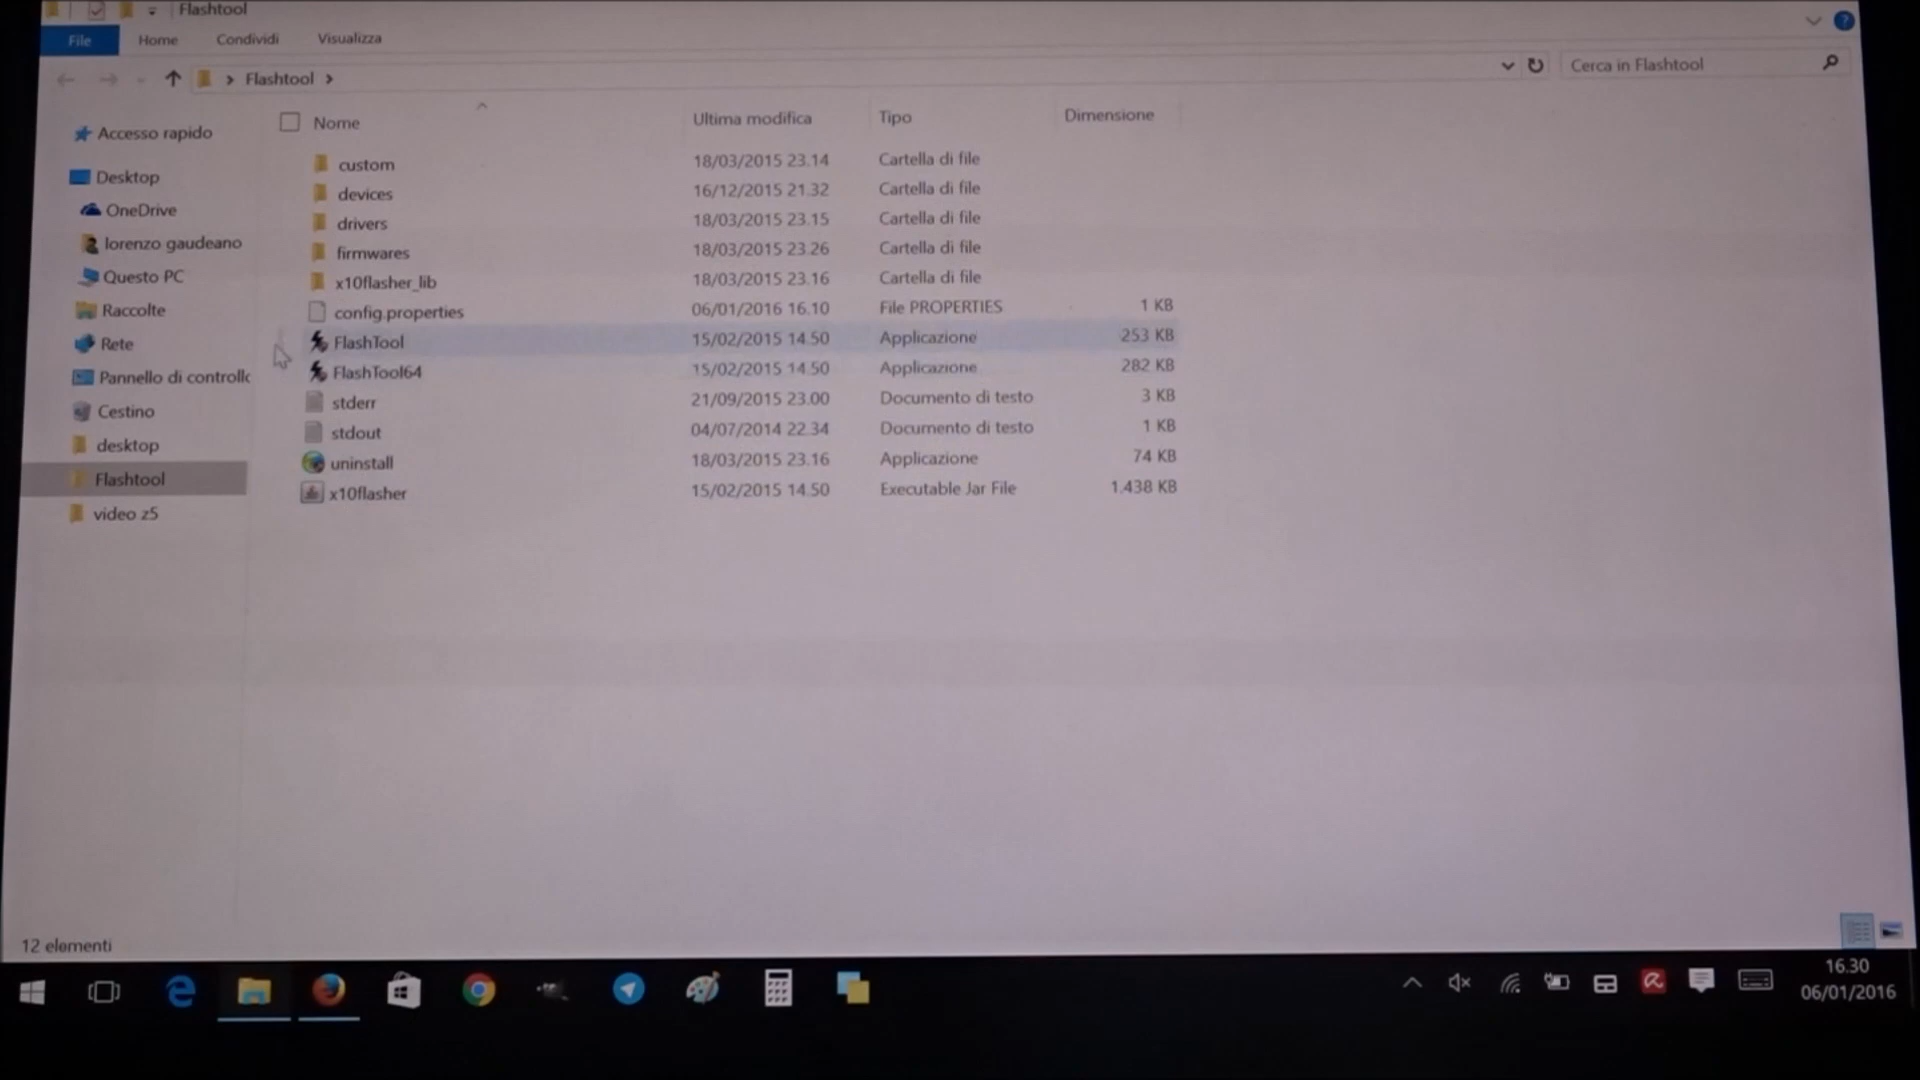 Flashtool
File Home Condividi Visualizza
Flashtool
Cerca in Flashtool
Nome Ultima modifica Tipo Dimensione
Accesso rapido
Desktop
OneDrive
lorenzo gaudeano
Questo PC
Raccolte
Rete
Pannello di controllo
Cestino
desktop
Flashtool
video z5
custom 18/03/2015 23.14 Cartella di file
devices 16/12/2015 21.32 Cartella di file
drivers 18/03/2015 23.15 Cartella di file
firmwares 18/03/2015 23.26 Cartella di file
x10flasher_lib 18/03/2015 23.16 Cartella di file
config.properties 06/01/2016 16.10 File PROPERTIES 1 KB
FlashTool 15/02/2015 14.50 Applicazione 253 KB
FlashTool64 15/02/2015 14.50 Applicazione 282 KB
stderr 21/09/2015 23.00 Documento di testo 3 KB
stdout 04/07/2014 22.34 Documento di testo 1 KB
uninstall 18/03/2015 23.16 Applicazione 74 KB
x10flasher 15/02/2015 14.50 Executable Jar File 1.438 KB
12 elementi
16.30
06/01/2016